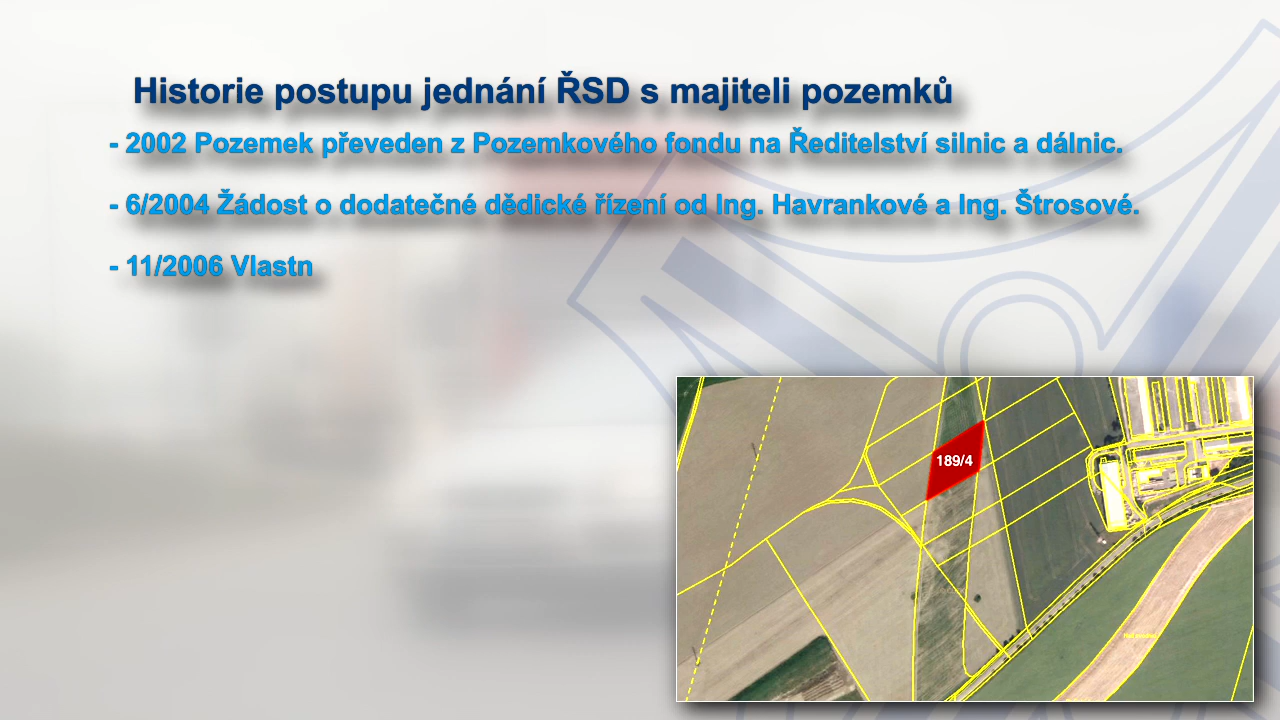 Historie postupu jednání ŘSD s majiteli pozemků
- 2002 Pozemek převeden z Pozemkového fondu na Ředitelství silnic a dálnic.
- 6/2004 Žádost o dodatečné dědické řízení od Ing. Havrankové a Ing. Štrosové.
- 11/2006 Vlastn
189/4